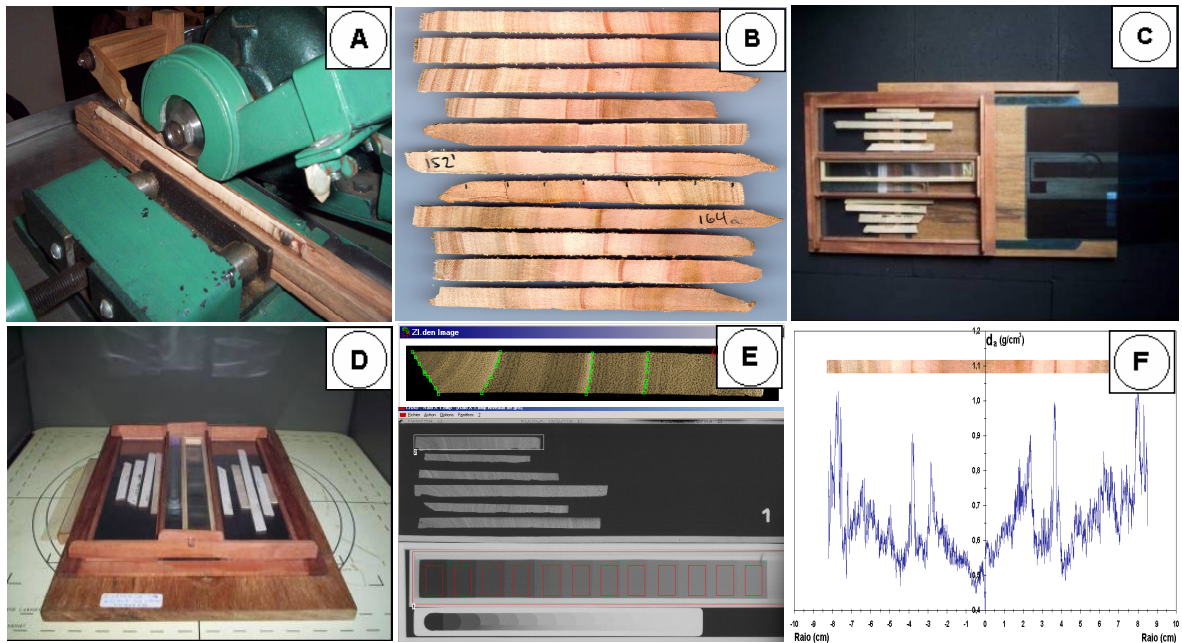 A
B
152'
164a
C
D
ZI.den Image
E
1
F
dₐ (g/cm³)
1,2
1,1
1,0
0,9
0,8
0,7
0,6
0,5
0,4
-10 -9 -8 -7 -6 -5 -4 -3 -2 -1 0 1 2 3 4 5 6 7 8 9 10
Raio (cm) Raio (cm)